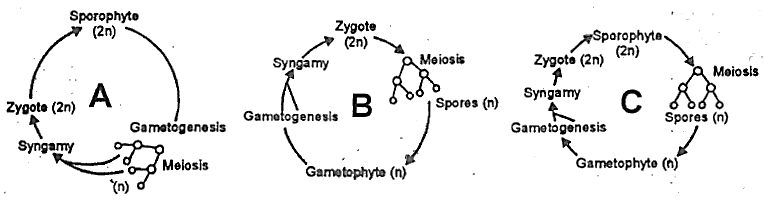 Sporophyte
(2n)
A
Zygote (2n)
Gametogenesis
Syngamy
Meiosis
(n)
Zygote
(2n)
Syngamy
Meiosis
B
Spores (n)
Gametogenesis
Gametophyte (n)
Sporophyte
(2n)
Zygote (2n)
Meiosis
Syngamy
C
Spores (n)
Gametogenesis
Gametophyte (n)